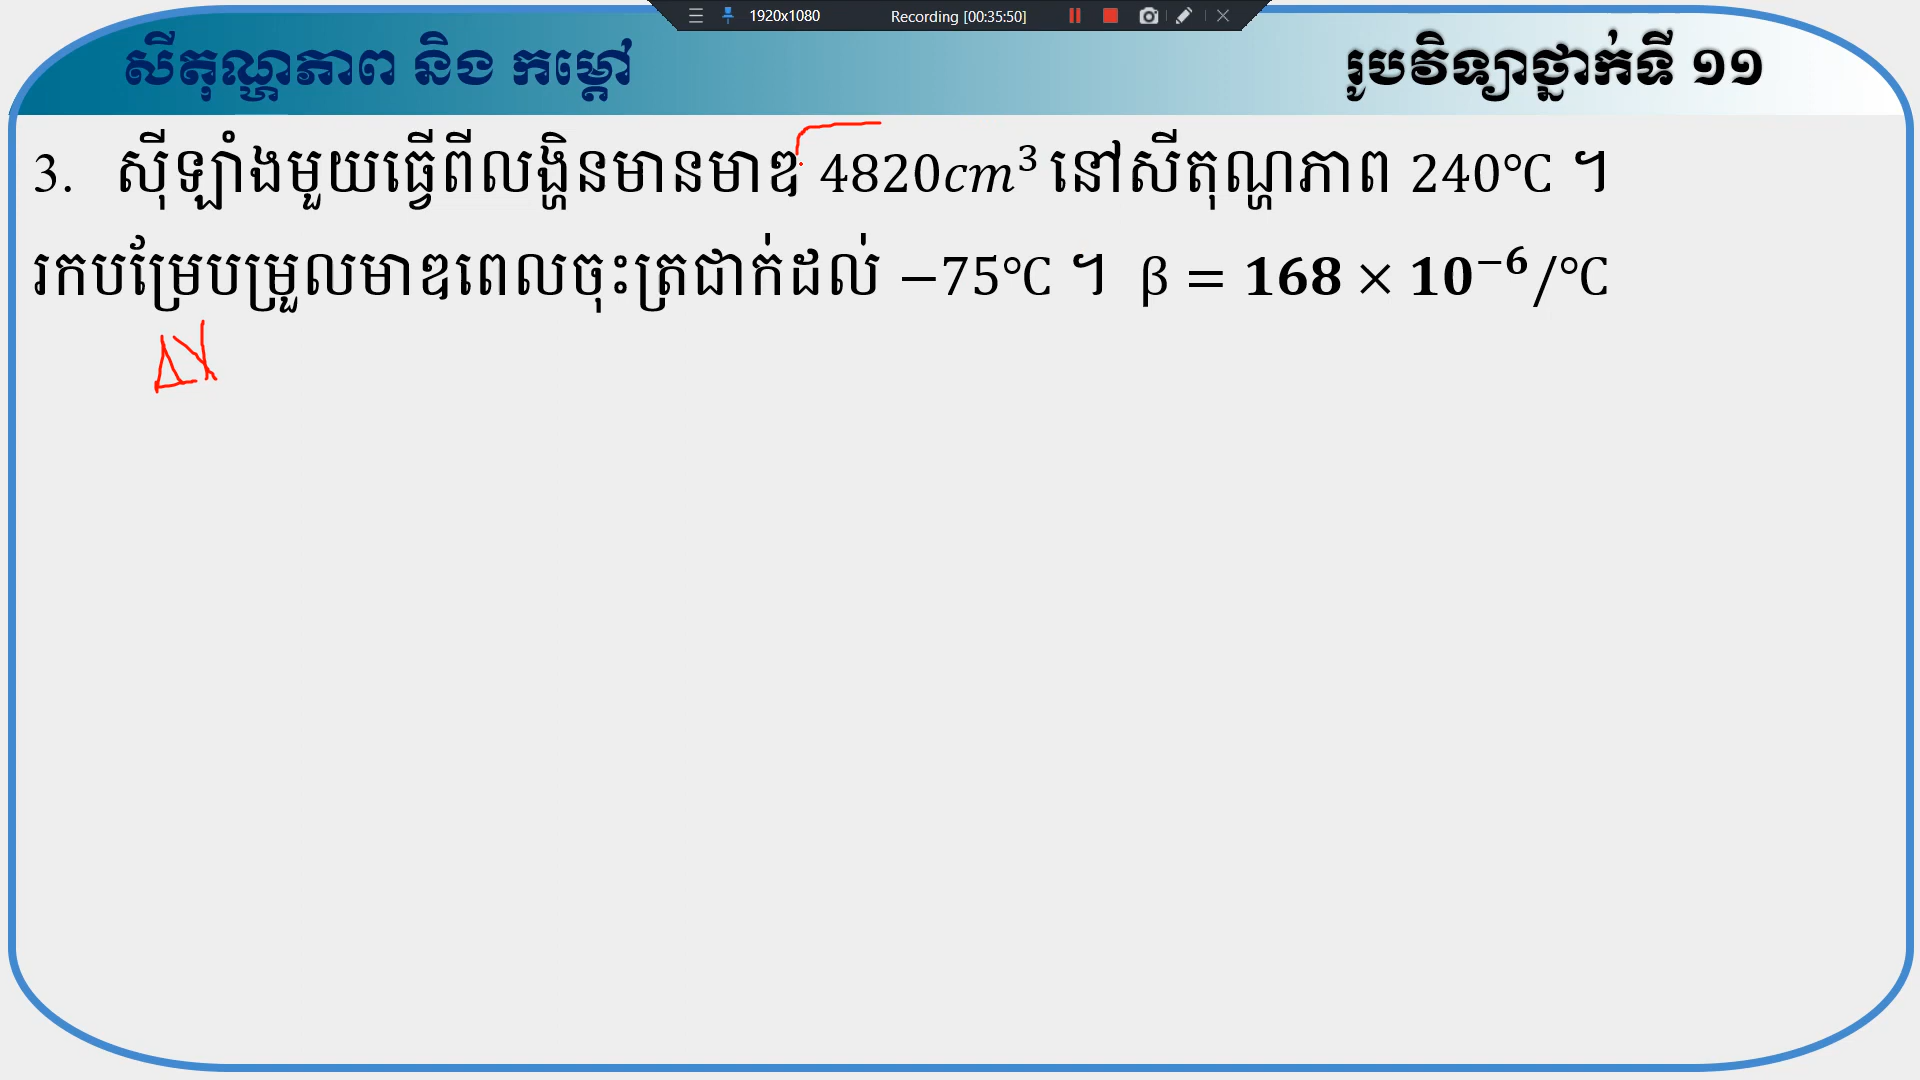 1920x1080 Recording [00:35:50]
សីតុណ្ហភាព និង កម្ដៅ រូបវិទ្យាថ្នាក់ទី ១១
3. ស៊ីឡាំងមួយធ្វើពីលង្ហិនមានមាឌ 4820cm³ នៅសីតុណ្ហភាព 240°C ។
រកបម្រែបម្រួលមាឌពេលចុះត្រជាក់ដល់ −75°C ។ β = 168 × 10⁻⁶/°C
ΔV